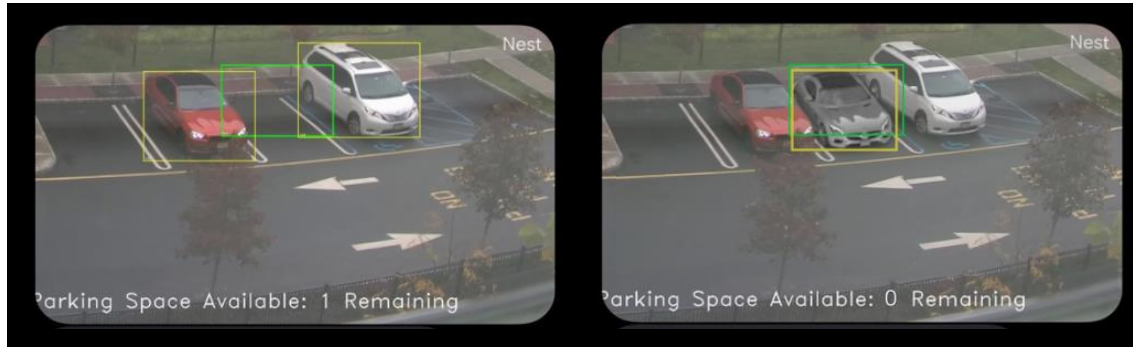 Nest
Parking Space Available: 1 Remaining
Nest
Parking Space Available: 0 Remaining